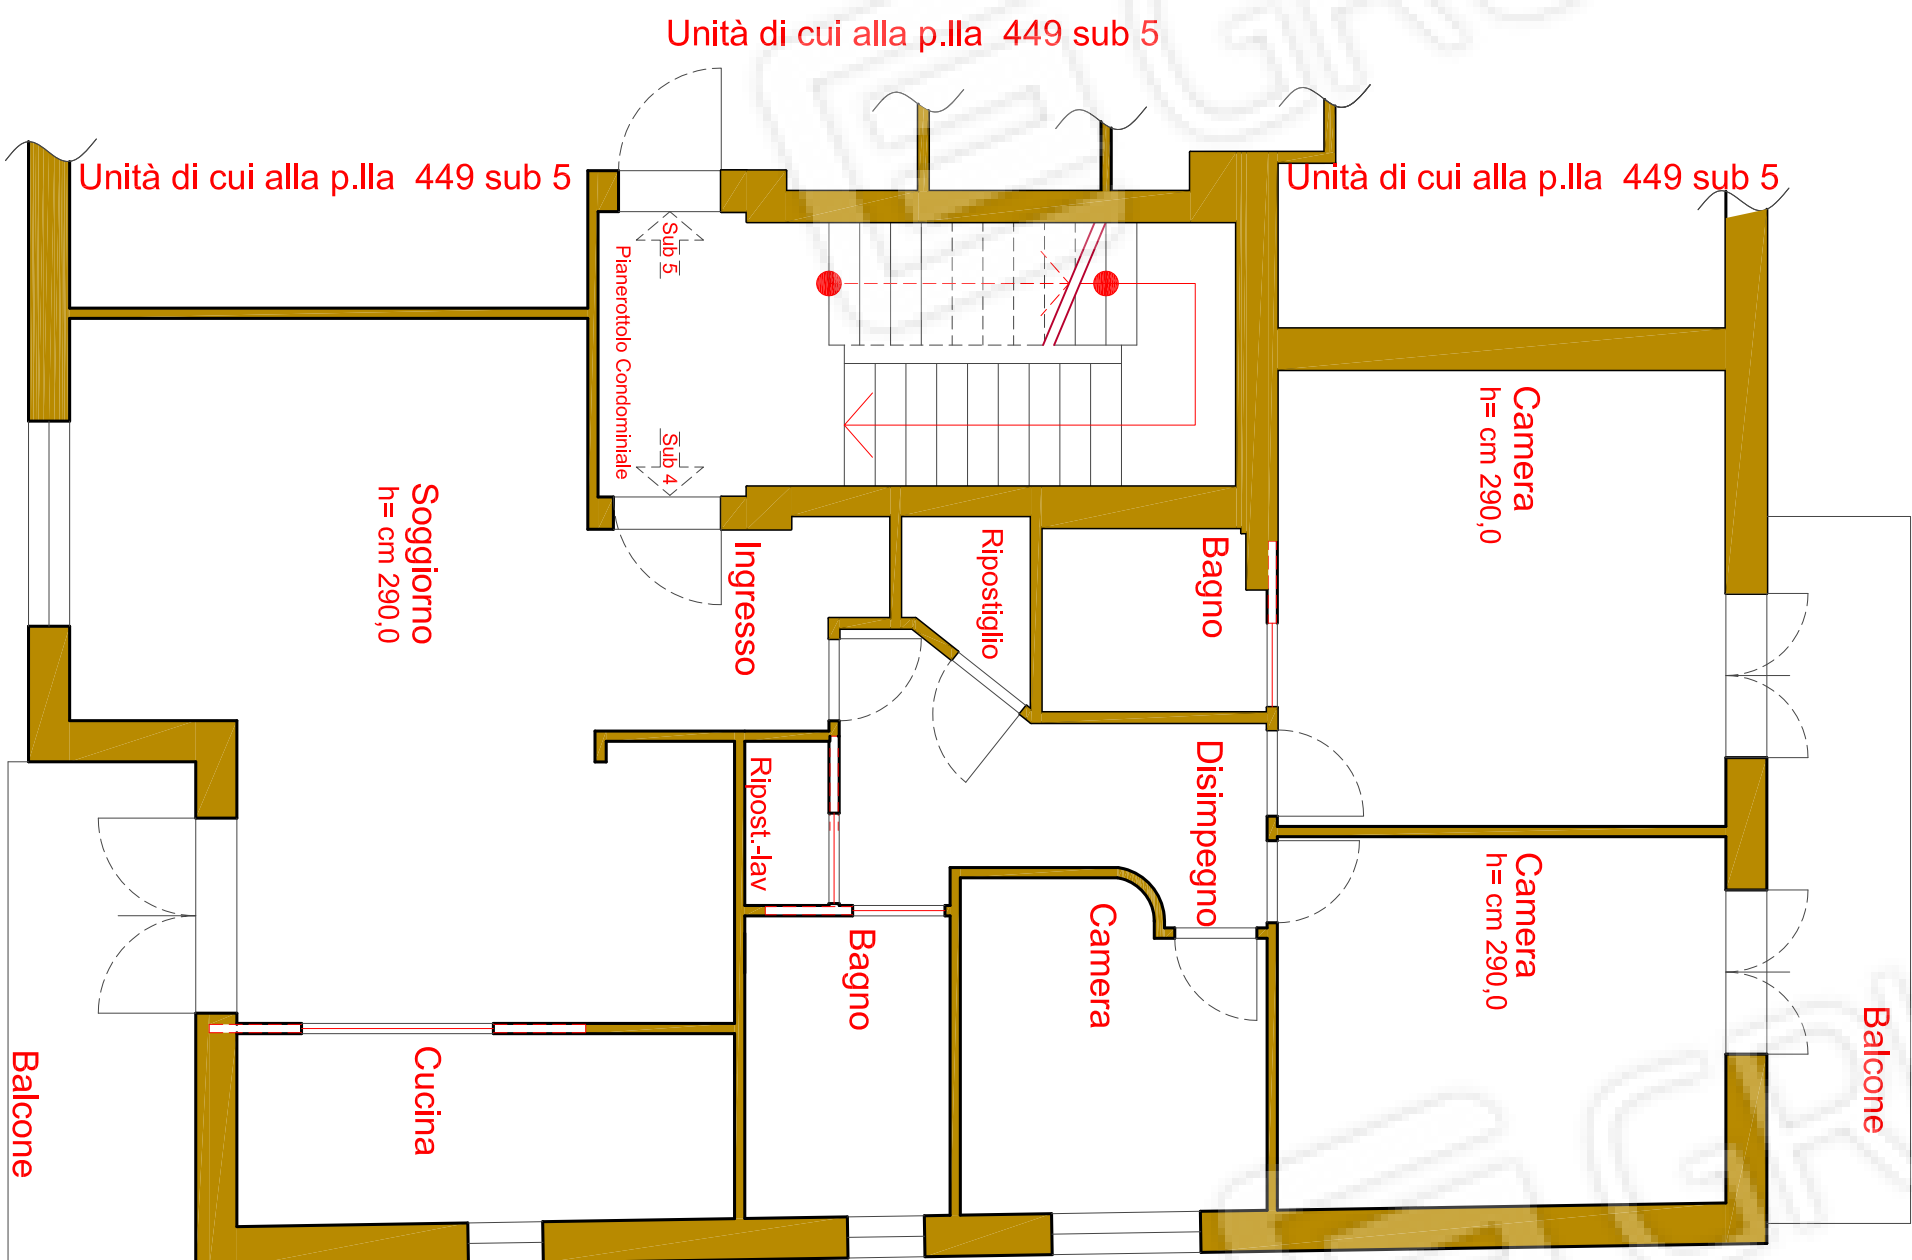 Unità di cui alla p.lla 449 sub 5
Unità di cui alla p.lla 449 sub 5
Unità di cui alla p.lla 449 sub 5
Sub 5
Pianerottolo Condominiale
Sub 4
Soggiorno
h= cm 290,0
Ingresso
Ripostiglio
Bagno
Camera
h= cm 290,0
Disimpegno
Ripost.-lav
Bagno
Camera
Camera
h= cm 290,0
Cucina
Balcone
Balcone